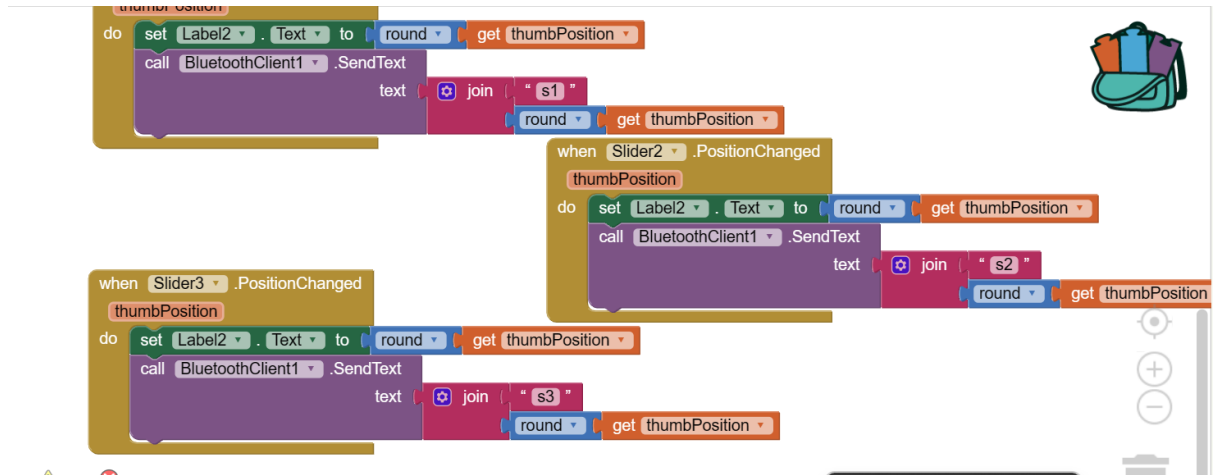 thumbPosition
do set Label2 . Text to round get thumbPosition
call BluetoothClient1 .SendText
text join " s1 "
round get thumbPosition
when Slider2 .PositionChanged
thumbPosition
do set Label2 . Text to round get thumbPosition
call BluetoothClient1 .SendText
text join " s2 "
round get thumbPosition
when Slider3 .PositionChanged
thumbPosition
do set Label2 . Text to round get thumbPosition
call BluetoothClient1 .SendText
text join " s3 "
round get thumbPosition